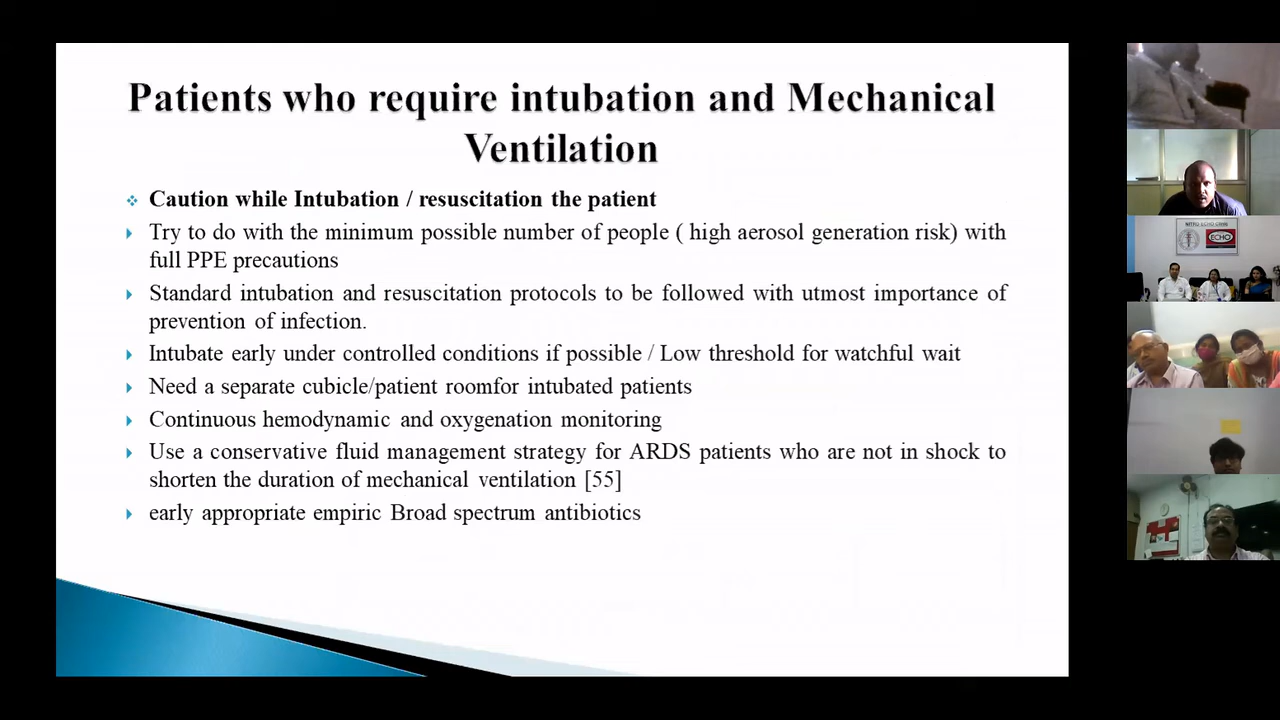 Patients who require intubation and Mechanical
Ventilation
Caution while Intubation / resuscitation the patient
Try to do with the minimum possible number of people ( high aerosol generation risk) with
full PPE precautions
Standard intubation and resuscitation protocols to be followed with utmost importance of
prevention of infection.
Intubate early under controlled conditions if possible / Low threshold for watchful wait
Need a separate cubicle/patient roomfor intubated patients
Continuous hemodynamic and oxygenation monitoring
Use a conservative fluid management strategy for ARDS patients who are not in shock to
shorten the duration of mechanical ventilation [55]
early appropriate empiric Broad spectrum antibiotics
ECHO